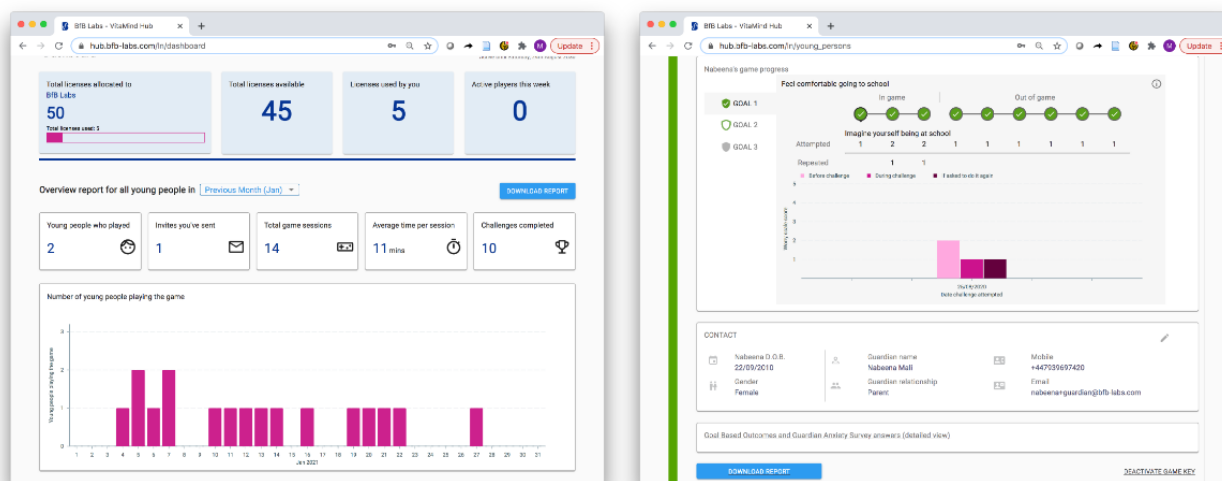 BfB Labs - VitaMind Hub
hub.bfb-labs.com/in/dashboard
Update
Total licenses allocated to
BfB Labs
50
Total licenses used: 5
Total licenses available
45
Licenses used by you
5
Active players this week
0
Overview report for all young people in
Previous Month (Jan)
DOWNLOAD REPORT
Young people who played
2
Invites you've sent
1
Total game sessions
14
Average time per session
11 mins
Challenges completed
10
Number of young people playing the game
Young people playing the game
3
2
1
0
1 2 3 4 5 6 7 8 9 10 11 12 13 14 15 16 17 18 19 20 21 22 23 24 25 26 27 28 29 30 31
Jan 2021
BfB Labs - VitaMind Hub
hub.bfb-labs.com/in/young_persons
Update
Nabeena's game progress
GOAL 1
GOAL 2
GOAL 3
Feel comfortable going to school
In game
Out of game
Imagine yourself being at school
Attempted 1 2 2 1 1 1 1 1 1
Repeated 1 1
Before challenge
During challenge
If asked to do it again
5
4
3
2
1
Date challenge attempted
CONTACT
Nabeena D.O.B.
22/09/2010
Gender
Female
Guardian name
Nabeena Mali
Guardian relationship
Parent
Mobile
+447939697420
Email
nabeena+guardian@bfb-labs.com
Goal Based Outcomes and Guardian Anxiety Survey answers (detailed view)
DOWNLOAD REPORT
DEACTIVATE GAME KEY